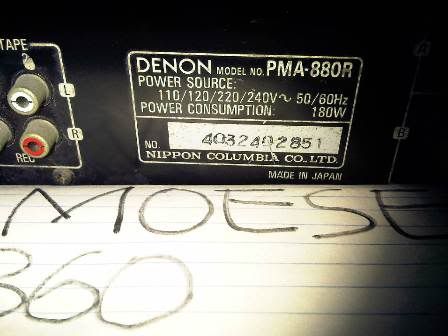 TAPE
2
L
R
REC
DENON MODEL NO. PMA-880R
POWER SOURCE:
110/120/220/240V~ 50/60Hz
POWER CONSUMPTION: 180W
NO. 4032402851
NIPPON COLUMBIA CO.LTD.
MADE IN JAPAN
A
B
MOESE
360